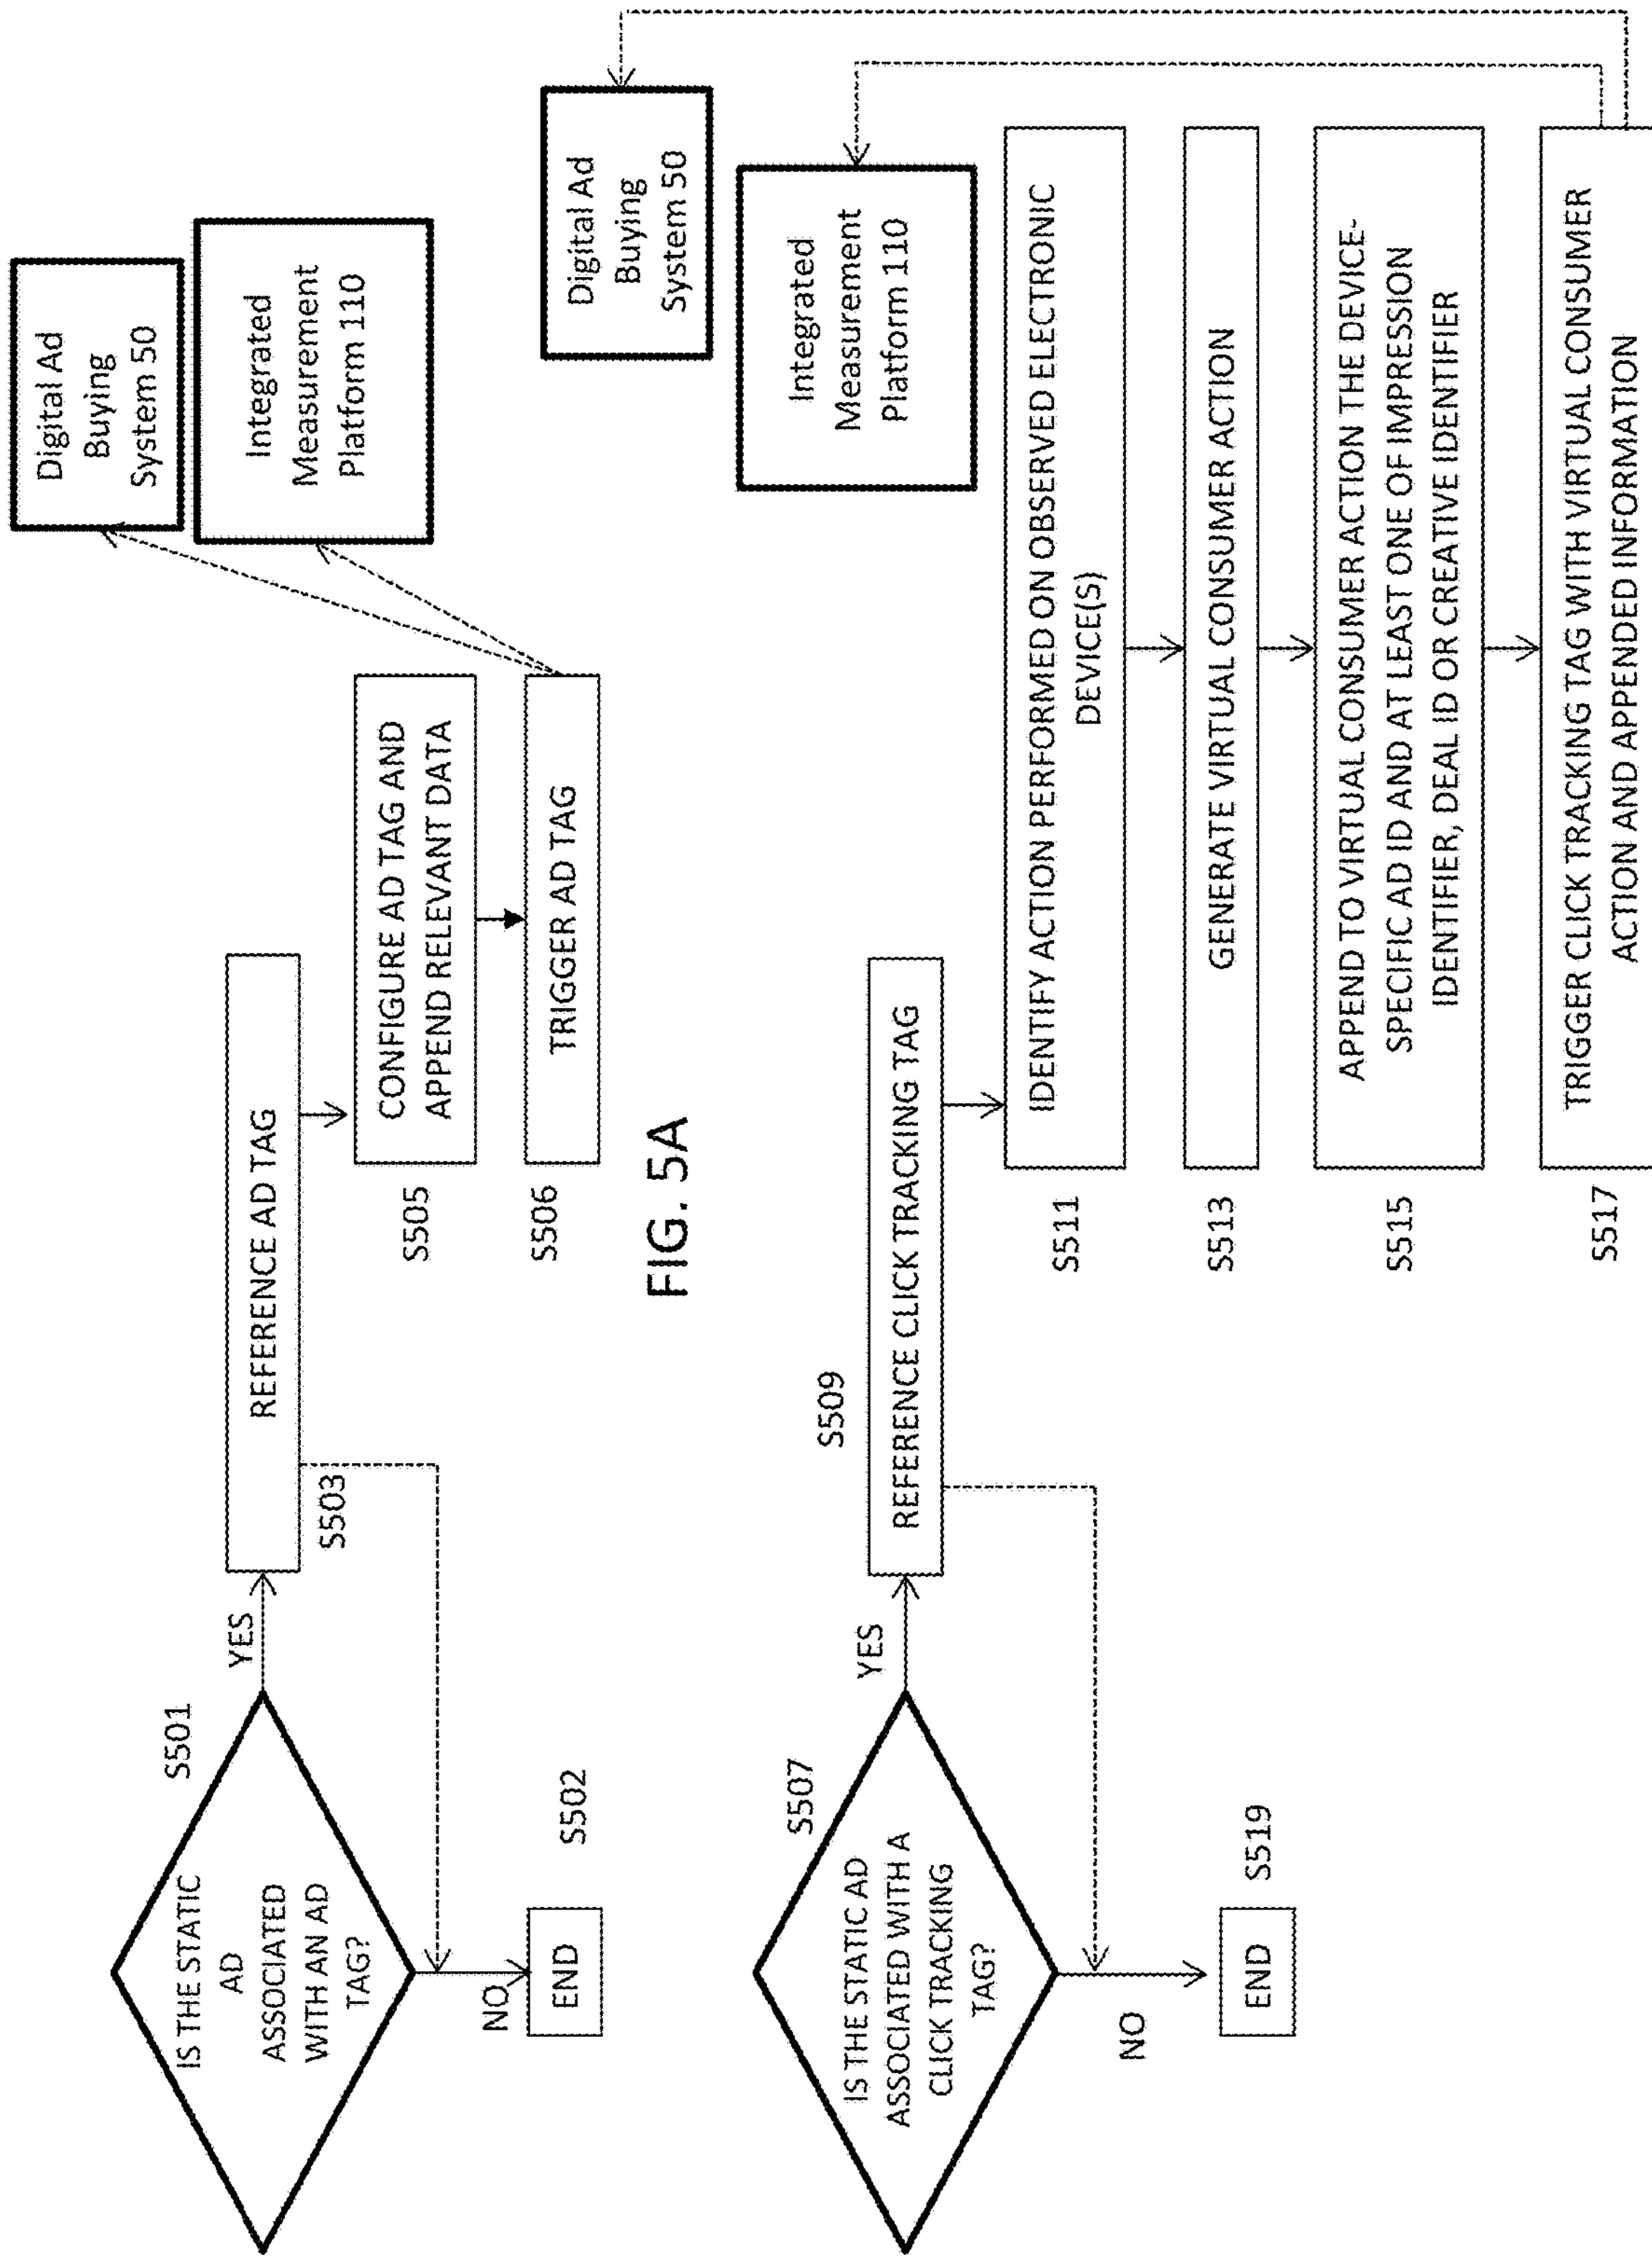 S501
IS THE STATIC
AD
ASSOCIATED
WITH AN AD
TAG?
YES
REFERENCE AD TAG
S503
NO
S502
END
S505
CONFIGURE AD TAG AND
APPEND RELEVANT DATA
S506
TRIGGER AD TAG
Digital Ad
Buying
System 50
Integrated
Measurement
Platform 110
FIG. 5A
S507
IS THE STATIC AD
ASSOCIATED WITH A
CLICK TRACKING
TAG?
YES
S509
REFERENCE CLICK TRACKING TAG
NO
S519
END
Digital Ad
Buying
System 50
Integrated
Measurement
Platform 110
S511
IDENTIFY ACTION PERFORMED ON OBSERVED ELECTRONIC
DEVICE(S)
S513
GENERATE VIRTUAL CONSUMER ACTION
S515
APPEND TO VIRTUAL CONSUMER ACTION THE DEVICE-
SPECIFIC AD ID AND AT LEAST ONE OF IMPRESSION
IDENTIFIER, DEAL ID OR CREATIVE IDENTIFIER
S517
TRIGGER CLICK TRACKING TAG WITH VIRTUAL CONSUMER
ACTION AND APPENDED INFORMATION